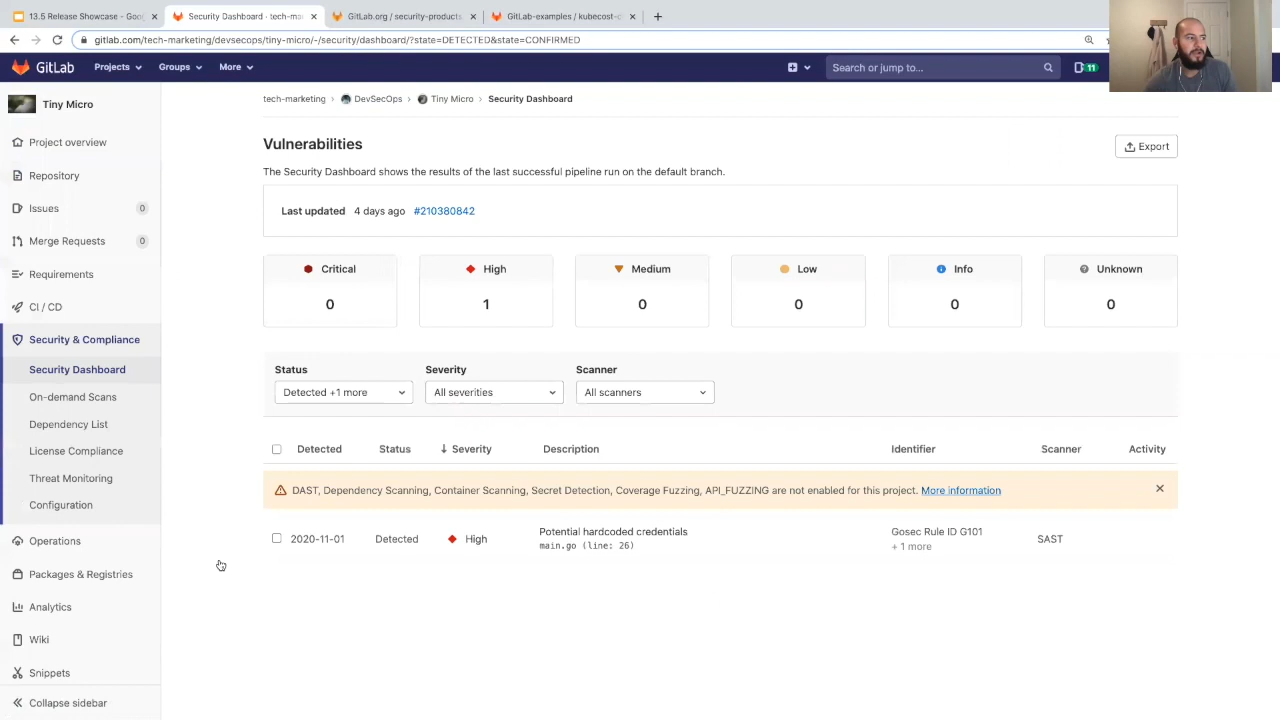 13.5 Release Showcase - Goo
Security Dashboard · tech-mar
GitLab.org / security-products
GitLab-examples / kubecost-c
gitlab.com/tech-marketing/devsecops/tiny-micro/-/security/dashboard/?state=DETECTED&state=CONFIRMED
GitLab
Projects
Groups
More
Search or jump to...
11
Tiny Micro
Project overview
Repository
Issues 0
Merge Requests 0
Requirements
CI / CD
Security & Compliance
Security Dashboard
On-demand Scans
Dependency List
License Compliance
Threat Monitoring
Configuration
Operations
Packages & Registries
Analytics
Wiki
Snippets
Collapse sidebar
tech-marketing › DevSecOps › Tiny Micro › Security Dashboard
Vulnerabilities
Export
The Security Dashboard shows the results of the last successful pipeline run on the default branch.
Last updated 4 days ago #210380842
Critical High Medium Low Info Unknown
0 1 0 0 0 0
Status Severity Scanner
Detected +1 more All severities All scanners
Detected Status Severity Description Identifier Scanner Activity
DAST, Dependency Scanning, Container Scanning, Secret Detection, Coverage Fuzzing, API_FUZZING are not enabled for this project. More information
2020-11-01 Detected High Potential hardcoded credentials Gosec Rule ID G101 SAST
main.go (line: 26) + 1 more